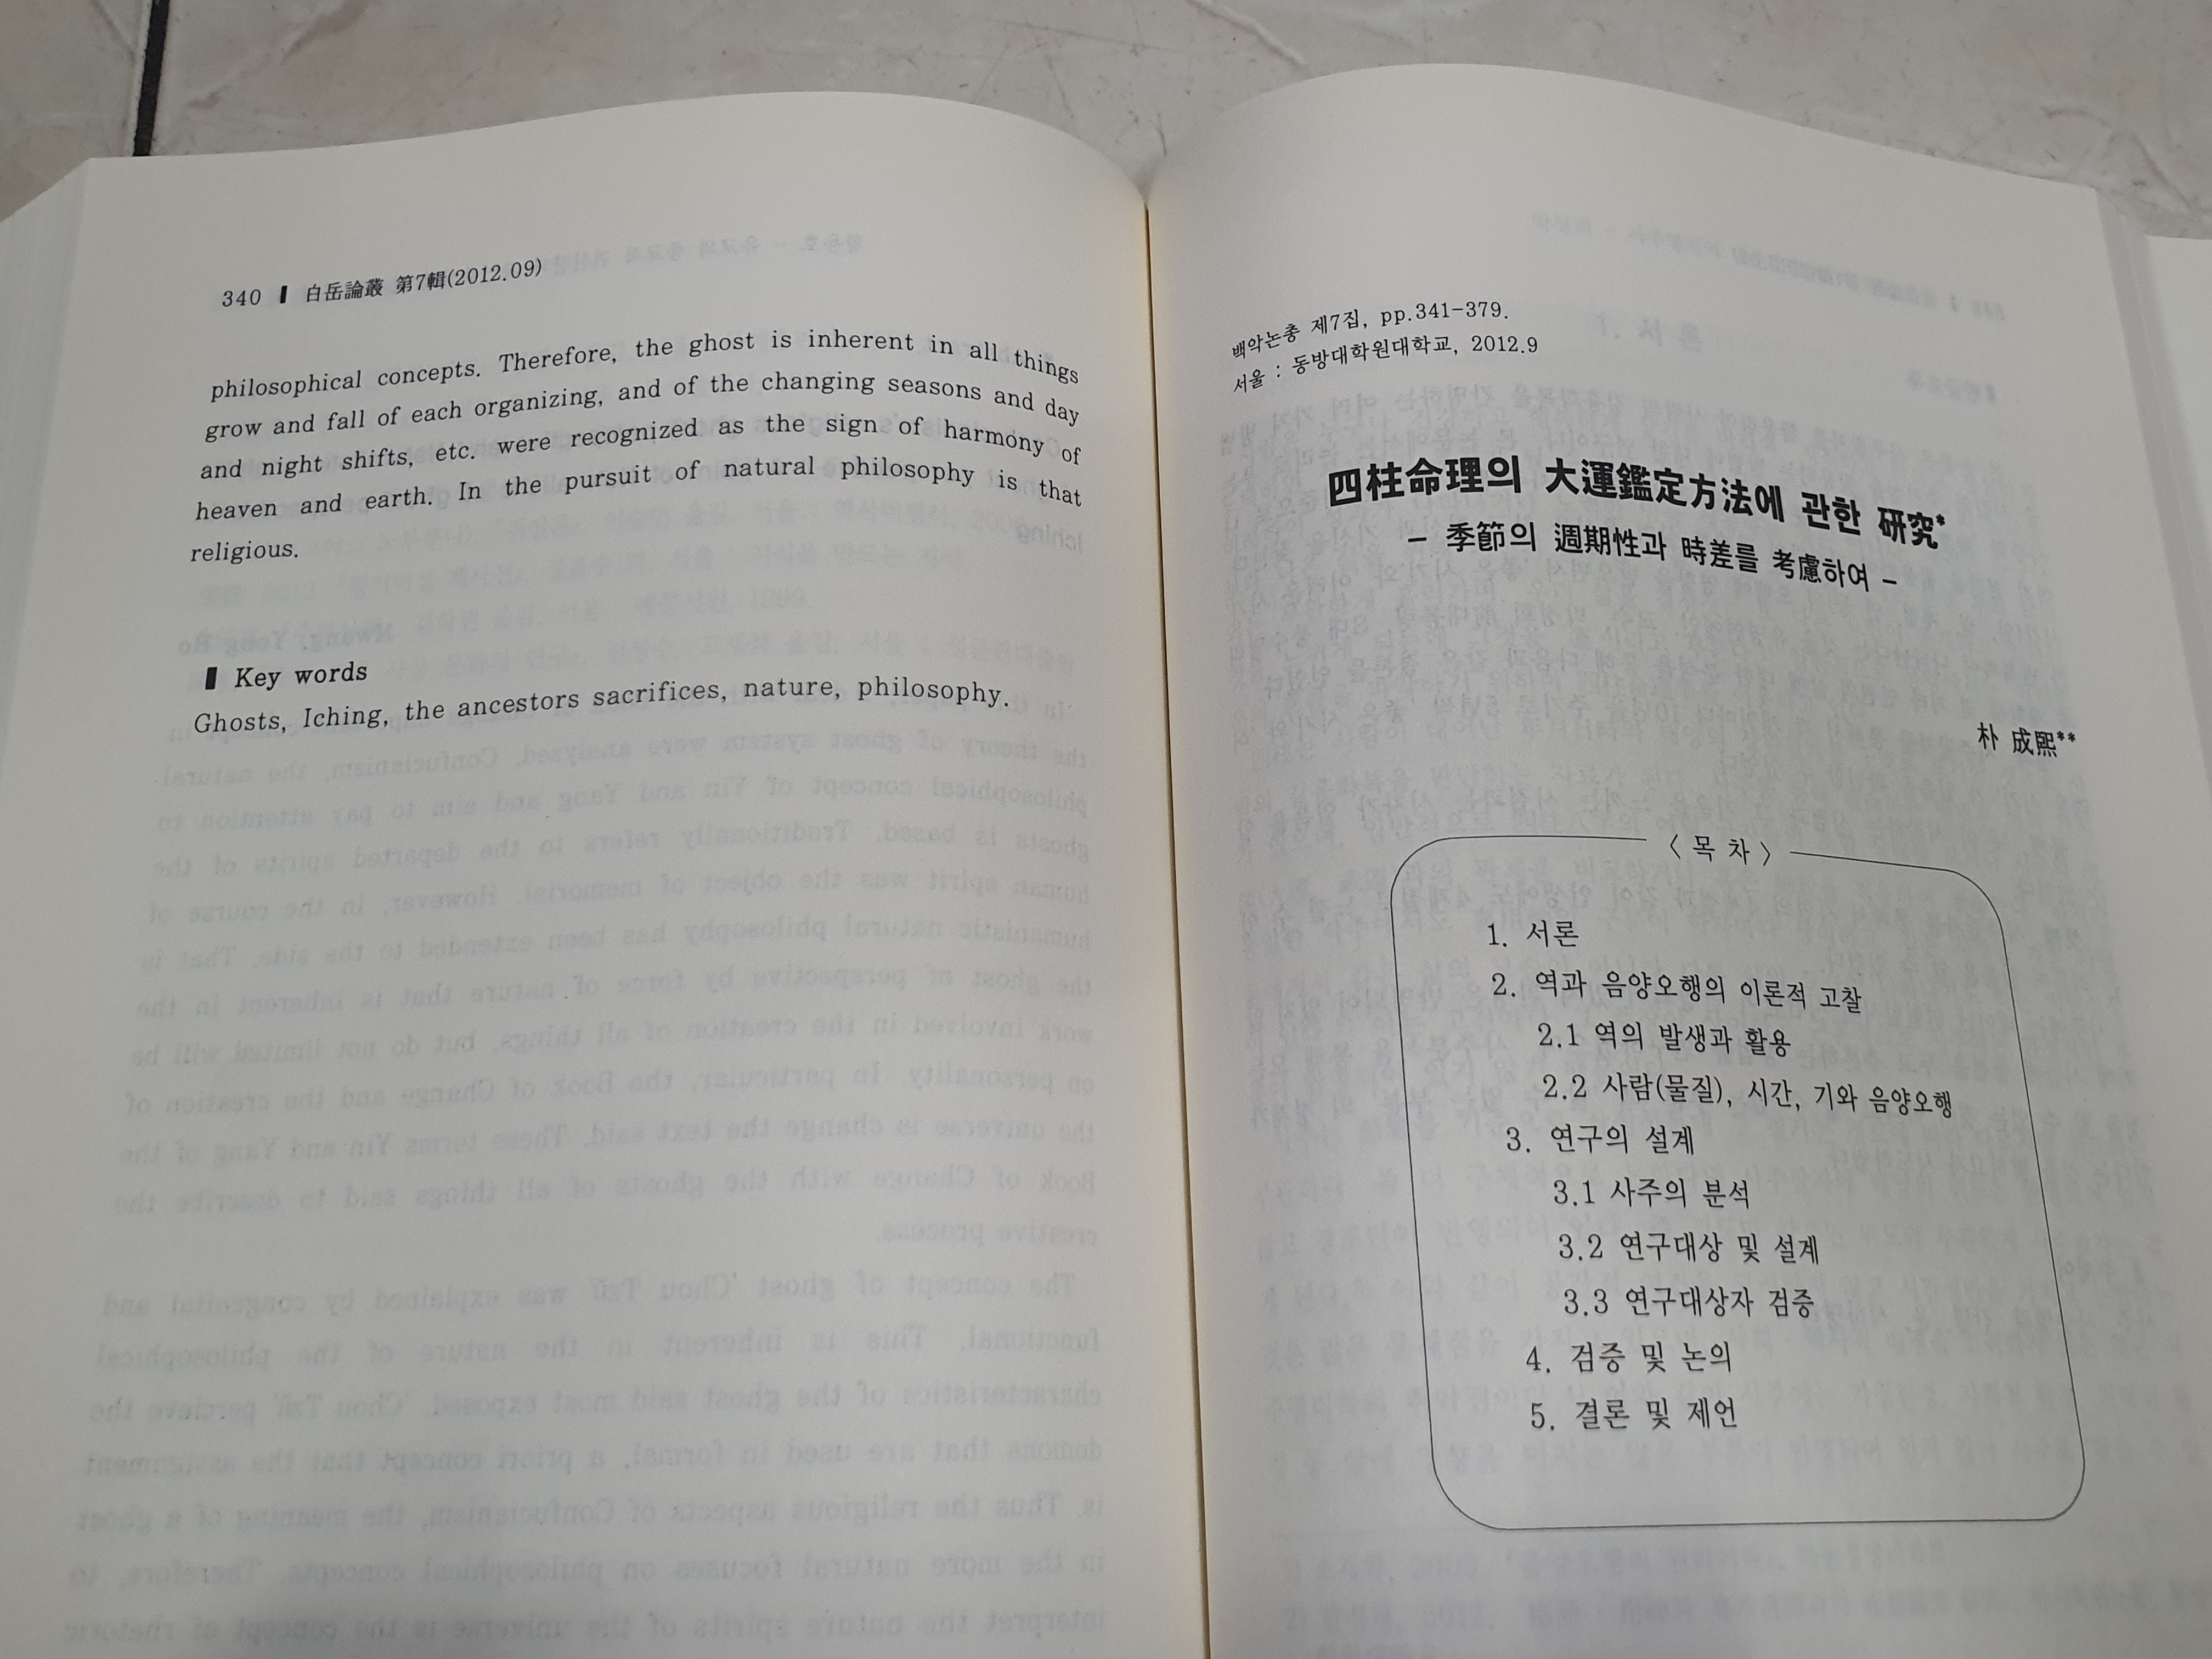 340 ▌ 白岳論叢 第7輯(2012.09)
philosophical concepts. Therefore, the ghost is inherent in all things
grow and fall of each organizing, and of the changing seasons and day
and night shifts, etc. were recognized as the sign of harmony of
heaven and earth. In the pursuit of natural philosophy is that
religious.
▌ Key words
Ghosts, Iching, the ancestors sacrifices, nature, philosophy.
백악논총 제7집, pp.341-379.
서울 : 동방대학원대학교, 2012.9
四柱命理의 大運鑑定方法에 관한 硏究*
- 季節의 週期性과 時差를 考慮하여 -
朴 成熙**
〈 목 차 〉
1. 서론
2. 역과 음양오행의 이론적 고찰
2.1 역의 발생과 활용
2.2 사람(물질), 시간, 기와 음양오행
3. 연구의 설계
3.1 사주의 분석
3.2 연구대상 및 설계
3.3 연구대상자 검증
4. 검증 및 논의
5. 결론 및 제언